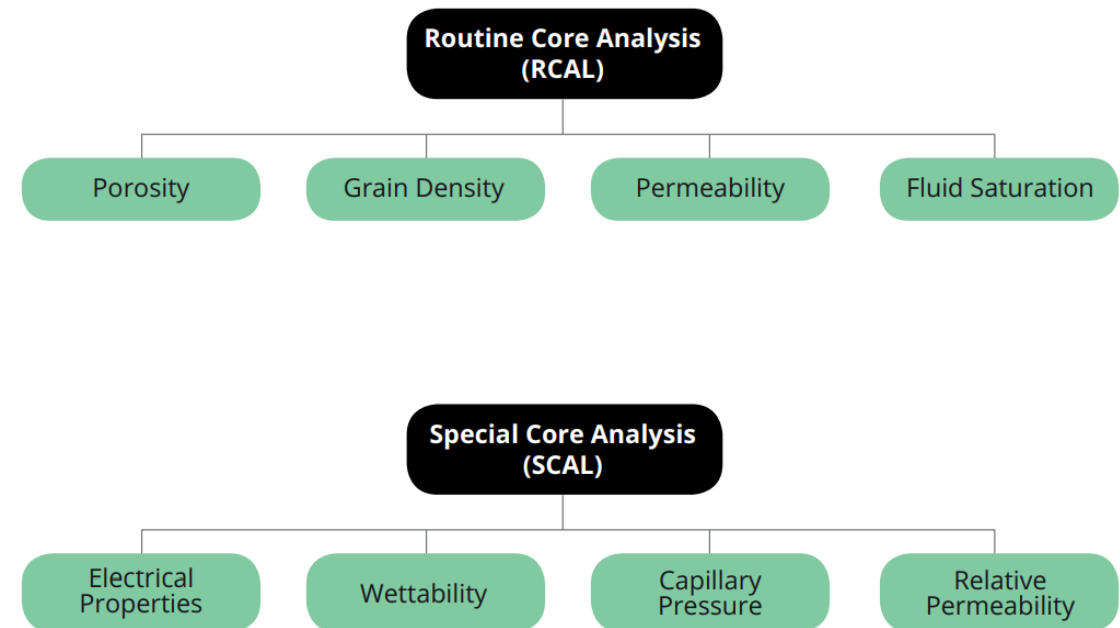 Routine Core Analysis
(RCAL)
Porosity
Grain Density
Permeability
Fluid Saturation
Special Core Analysis
(SCAL)
Electrical
Properties
Wettability
Capillary
Pressure
Relative
Permeability